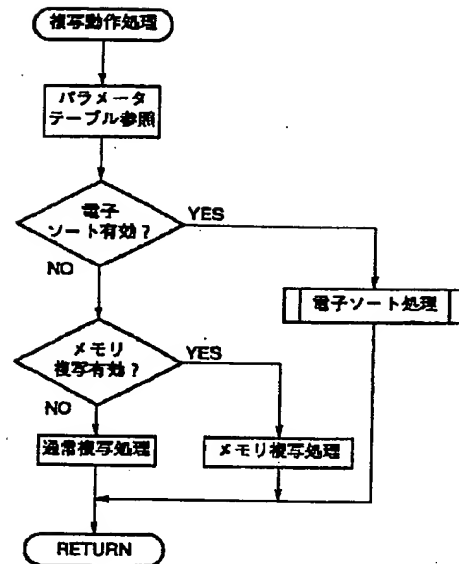 複写動作処理
パラメータ
テーブル参照
電子
ソート有効?
YES
NO
電子ソート処理
メモリ
複写有効?
YES
NO
通常複写処理
メモリ複写処理
RETURN